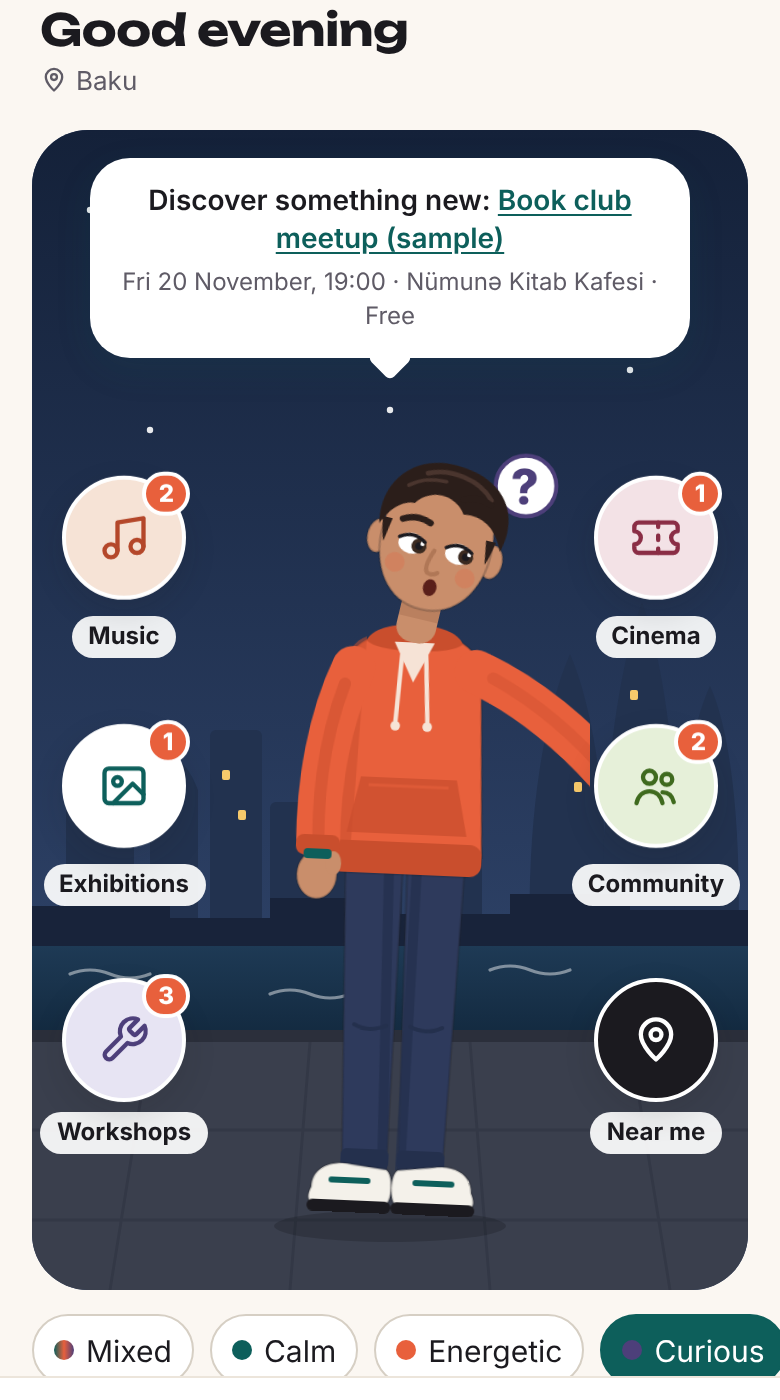 Good evening
Baku
Discover something new: Book club
meetup (sample)
Fri 20 November, 19:00 · Nümunə Kitab Kafesi ·
Free
?
2
1
Music
Cinema
1
2
Exhibitions
Community
3
Workshops
Near me
Mixed
Calm
Energetic
Curious